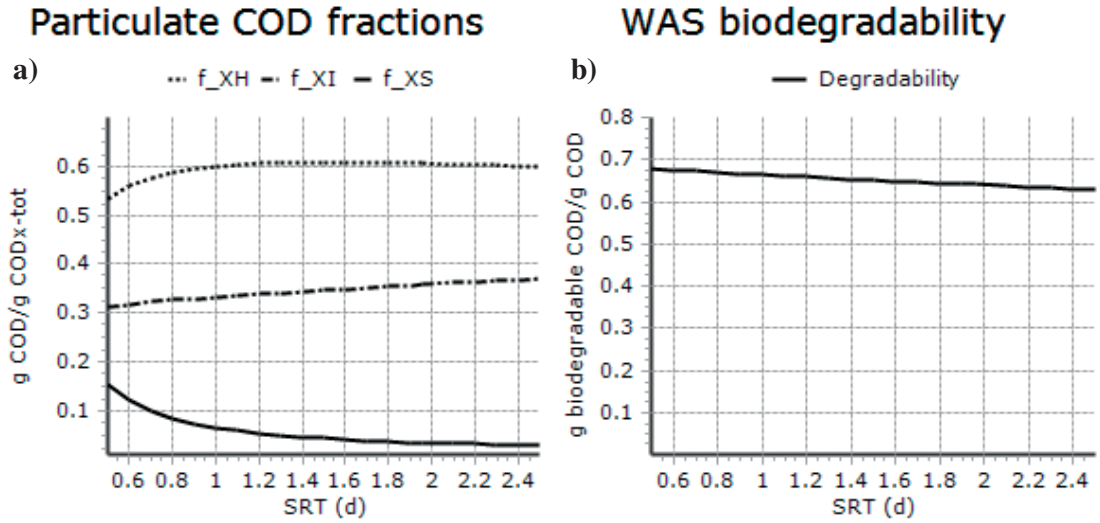 Particulate COD fractions
a)
f_XH f_XI f_XS
g COD/g CODx-tot
0.6
0.5
0.4
0.3
0.2
0.1
0.6 0.8 1 1.2 1.4 1.6 1.8 2 2.2 2.4
SRT (d)
WAS biodegradability
b)
Degradability
g biodegradable COD/g COD
0.8
0.7
0.6
0.5
0.4
0.3
0.2
0.1
0.6 0.8 1 1.2 1.4 1.6 1.8 2 2.2 2.4
SRT (d)